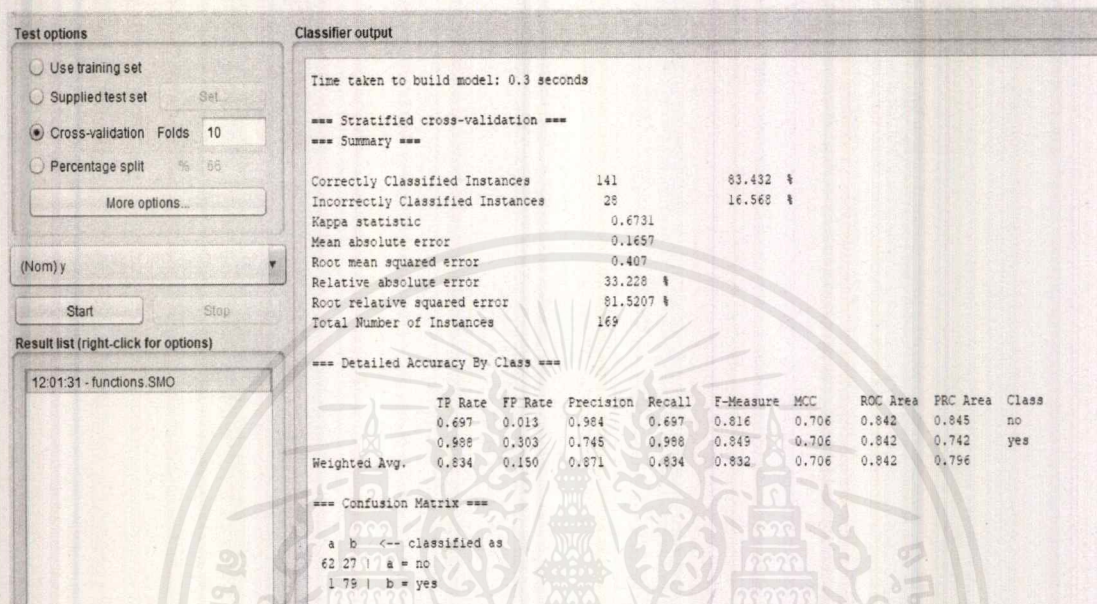 Test options
Use training set
Supplied test set Set...
Cross-validation Folds 10
Percentage split % 66
More options...
(Nom) y
Start Stop
Result list (right-click for options)
12:01:31 - functions.SMO
Classifier output
Time taken to build model: 0.3 seconds
=== Stratified cross-validation ===
=== Summary ===
Correctly Classified Instances 141 83.432 %
Incorrectly Classified Instances 28 16.568 %
Kappa statistic 0.6731
Mean absolute error 0.1657
Root mean squared error 0.407
Relative absolute error 33.228 %
Root relative squared error 81.5207 %
Total Number of Instances 169
=== Detailed Accuracy By Class ===
TP Rate FP Rate Precision Recall F-Measure MCC ROC Area PRC Area Class
0.697 0.013 0.984 0.697 0.816 0.706 0.842 0.845 no
0.988 0.303 0.745 0.988 0.849 0.706 0.842 0.742 yes
Weighted Avg. 0.834 0.150 0.871 0.834 0.832 0.706 0.842 0.796
=== Confusion Matrix ===
a b <-- classified as
62 27 | a = no
1 79 | b = yes